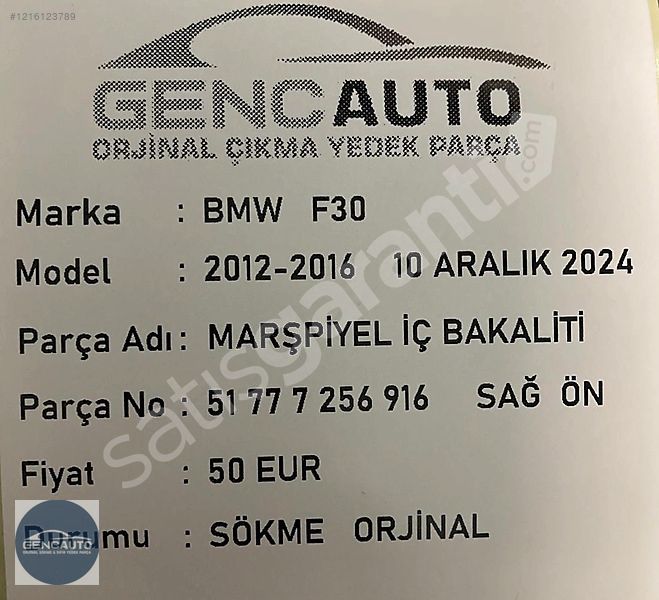 #1216123789
GENCAUTO
ORJİNAL ÇIKMA YEDEK PARÇA
Marka : BMW F30
Model : 2012-2016 10 ARALIK 2024
Parça Adı : MARŞPİYEL İÇ BAKALİTİ
Parça No : 51 77 7 256 916 SAĞ ÖN
Fiyat : 50 EUR
Durumu : SÖKME ORJİNAL
satışgaranti.com
GENCAUTO